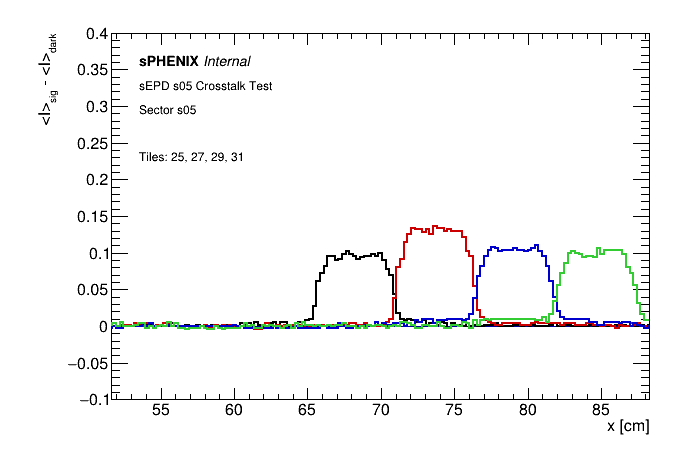 <I>sig - <I>dark
0.4
0.35
0.3
0.25
0.2
0.15
0.1
0.05
0
−0.05
−0.1
sPHENIX Internal
sEPD s05 Crosstalk Test
Sector s05
Tiles: 25, 27, 29, 31
55 60 65 70 75 80 85
x [cm]